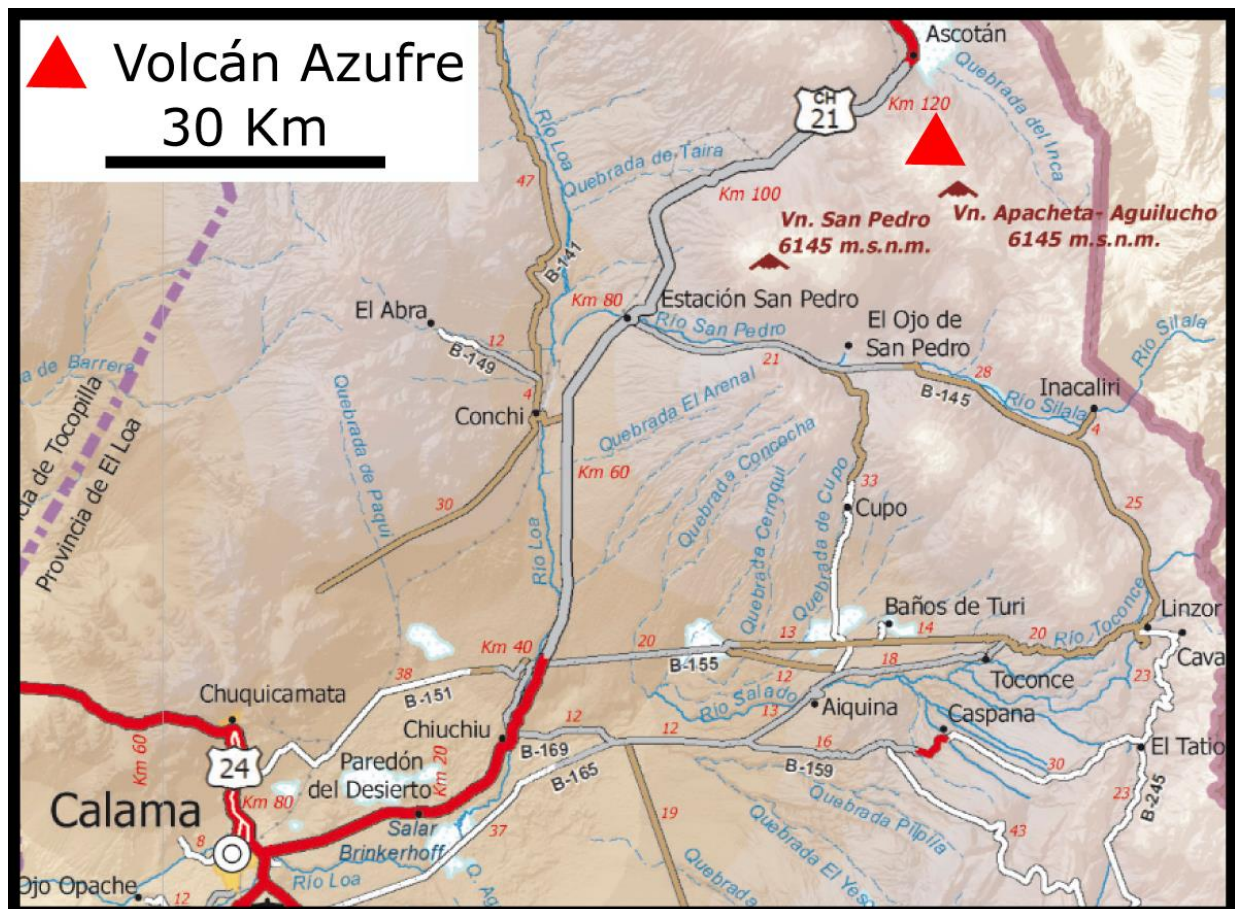 Volcán Azufre
30 Km
Ascotán
Quebrada del Inca
Km 120
CH
21
Río Loa
Quebrada de Taira
47
Km 100
Vn. San Pedro
6145 m.s.n.m.
Vn. Apacheta- Aguilucho
6145 m.s.n.m.
B-141
El Abra
Km 80
Estación San Pedro
Río San Pedro
El Ojo de
San Pedro
Río Silala
12
B-149
21
28
B-145
Río Silala
Inacaliri
4
a de Barrera
4
Conchi
Quebrada El Arenal
Quebrada de Paqui
Quebrada Concecha
Km 60
nda de Tocopilla
Provincia de El Loa
30
Quebrada Cerroqui
Quebrada de Cupo
33
Cupo
25
Río Loa
Baños de Turi
Linzor
Km 40
20
13
14
20
Río Toconce
B-155
Cava
38
B-151
12
18
Toconce
23
Chuquicamata
Río Salado
Aiquina
13
Caspana
Km 60
24
Chiuchiu
12
B-169
12
16
El Tatio
Paredón
del Desierto
Km 20
B-165
B-159
30
Calama
Km 80
Salar
Brinkerhoff
37
19
Quebrada Pilpila
23
B-245
8
Quebrada El Yeso
43
Ojo Opache
12
Río Loa
Q. Ag
Quebrada